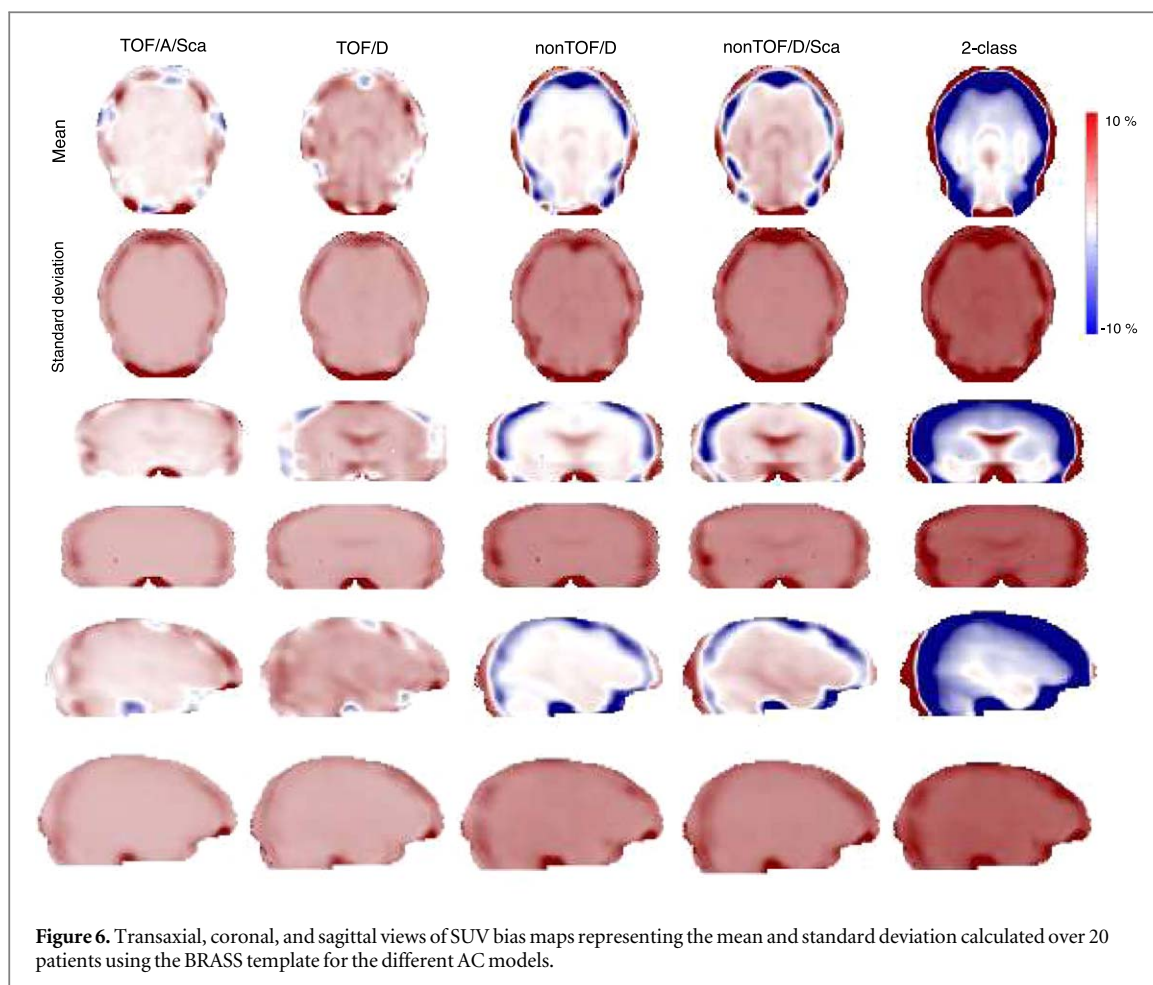 TOF/A/Sca TOF/D nonTOF/D nonTOF/D/Sca 2-class
Mean
10 %
-10 %
Standard deviation
Figure 6. Transaxial, coronal, and sagittal views of SUV bias maps representing the mean and standard deviation calculated over 20
patients using the BRASS template for the different AC models.